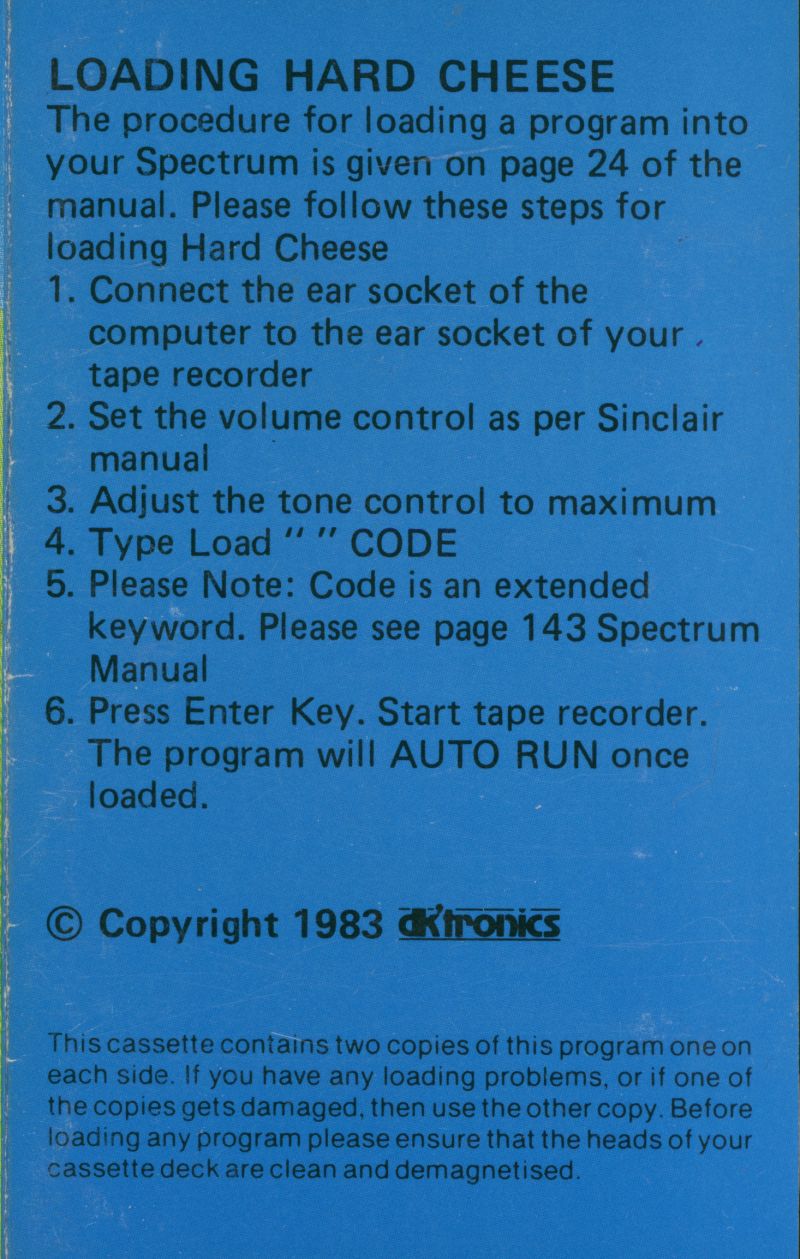 LOADING HARD CHEESE
The procedure for loading a program into
your Spectrum is given on page 24 of the
manual. Please follow these steps for
loading Hard Cheese
1. Connect the ear socket of the
computer to the ear socket of your
tape recorder
2. Set the volume control as per Sinclair
manual
3. Adjust the tone control to maximum
4. Type Load " " CODE
5. Please Note: Code is an extended
keyword. Please see page 143 Spectrum
Manual
6. Press Enter Key. Start tape recorder.
The program will AUTO RUN once
loaded.
© Copyright 1983 dK'tronics
This cassette contains two copies of this program one on
each side. If you have any loading problems, or if one of
the copies gets damaged, then use the other copy. Before
loading any program please ensure that the heads of your
cassette deck are clean and demagnetised.